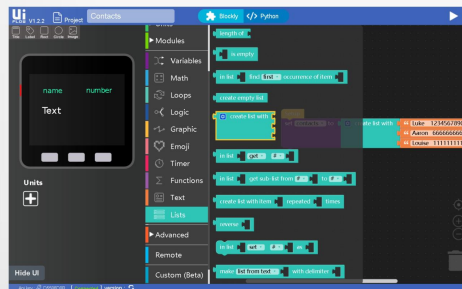 Ui
FLOW V1.2.2
Project
Contacts
Blockly
</> Python
Title Label Rect Circle Image
name number
Text
Units
Hide UI
Modules
Variables
Math
Loops
Logic
Graphic
Emoji
Timer
Functions
Text
Lists
Advanced
Remote
Custom (Beta)
length of
is empty
in list find first occurrence of item
create empty list
create list with
create list with
Luke 1234567890
Aaron
Louise
in list get #
in list get sub-list from # to #
create list with item repeated times
reverse
in list set # as
make list from text with delimiter
Connected
version